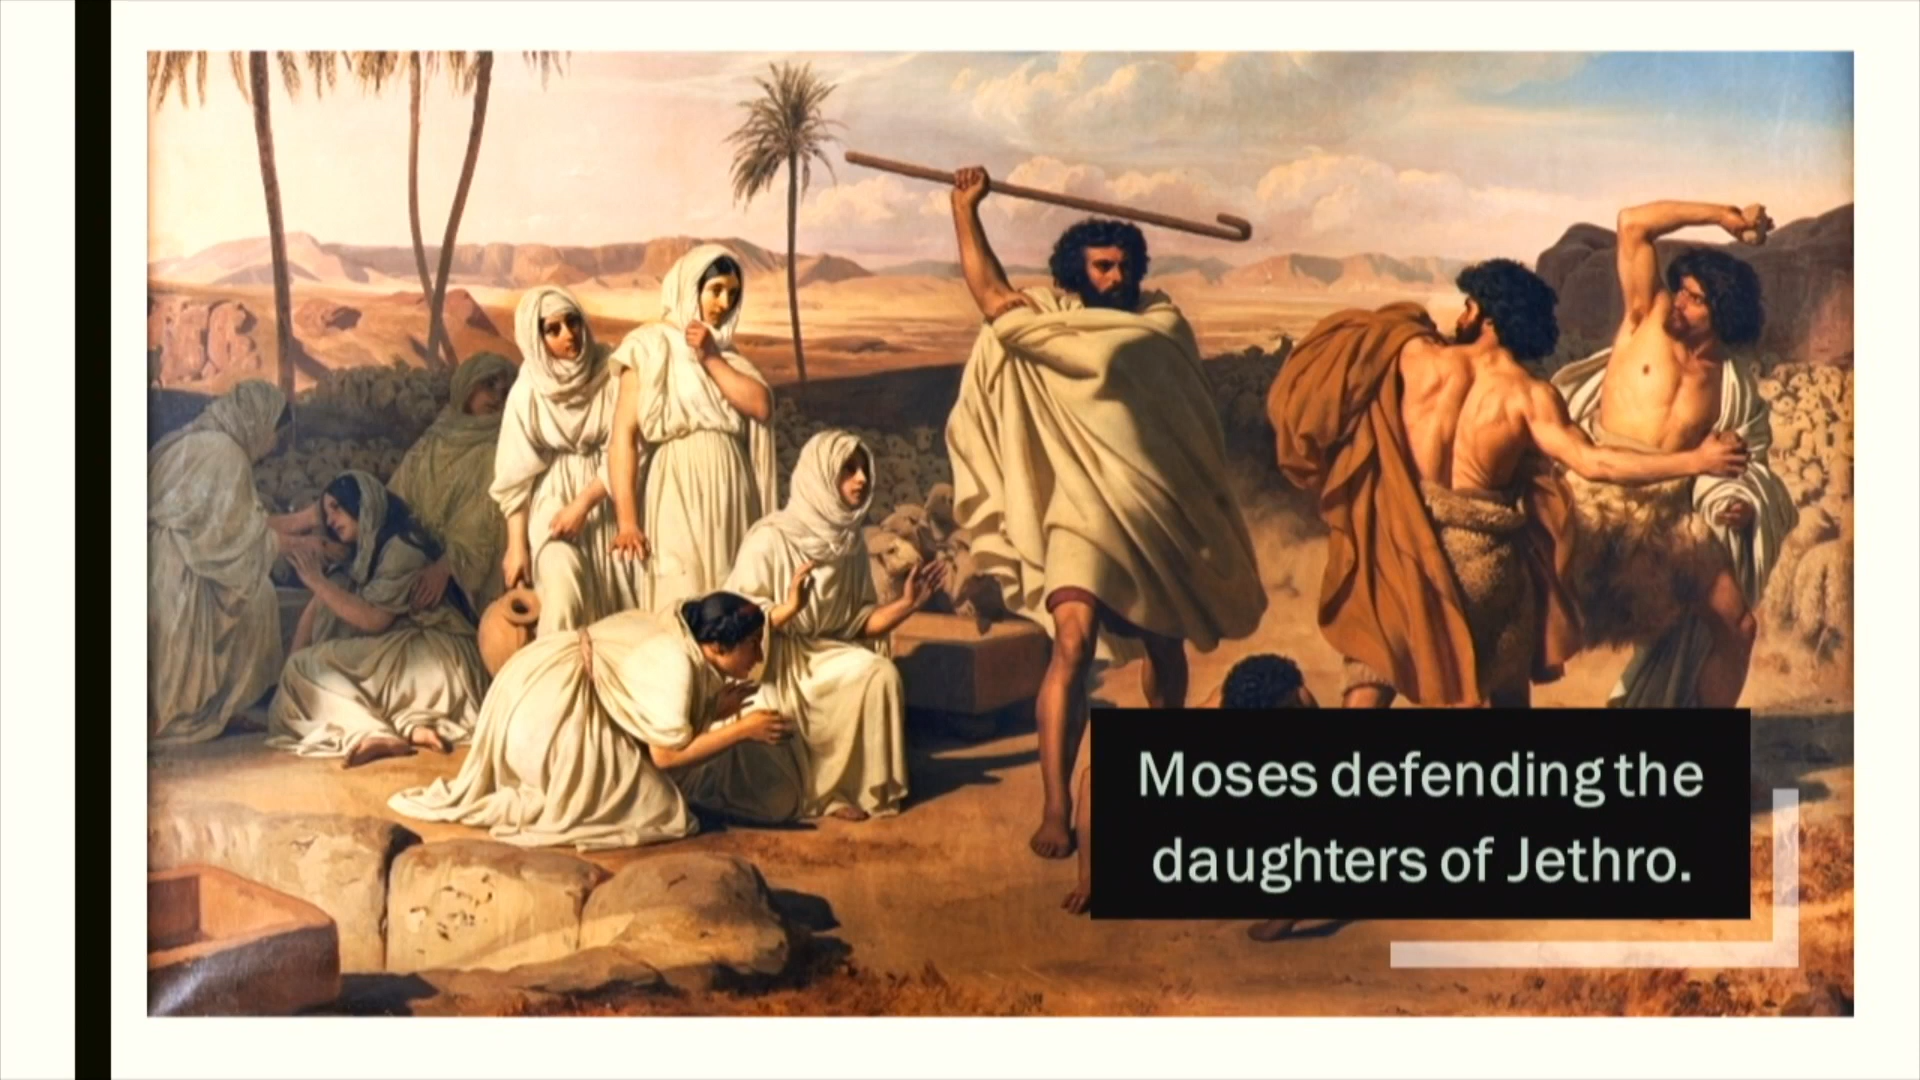 Moses defending the
daughters of Jethro.